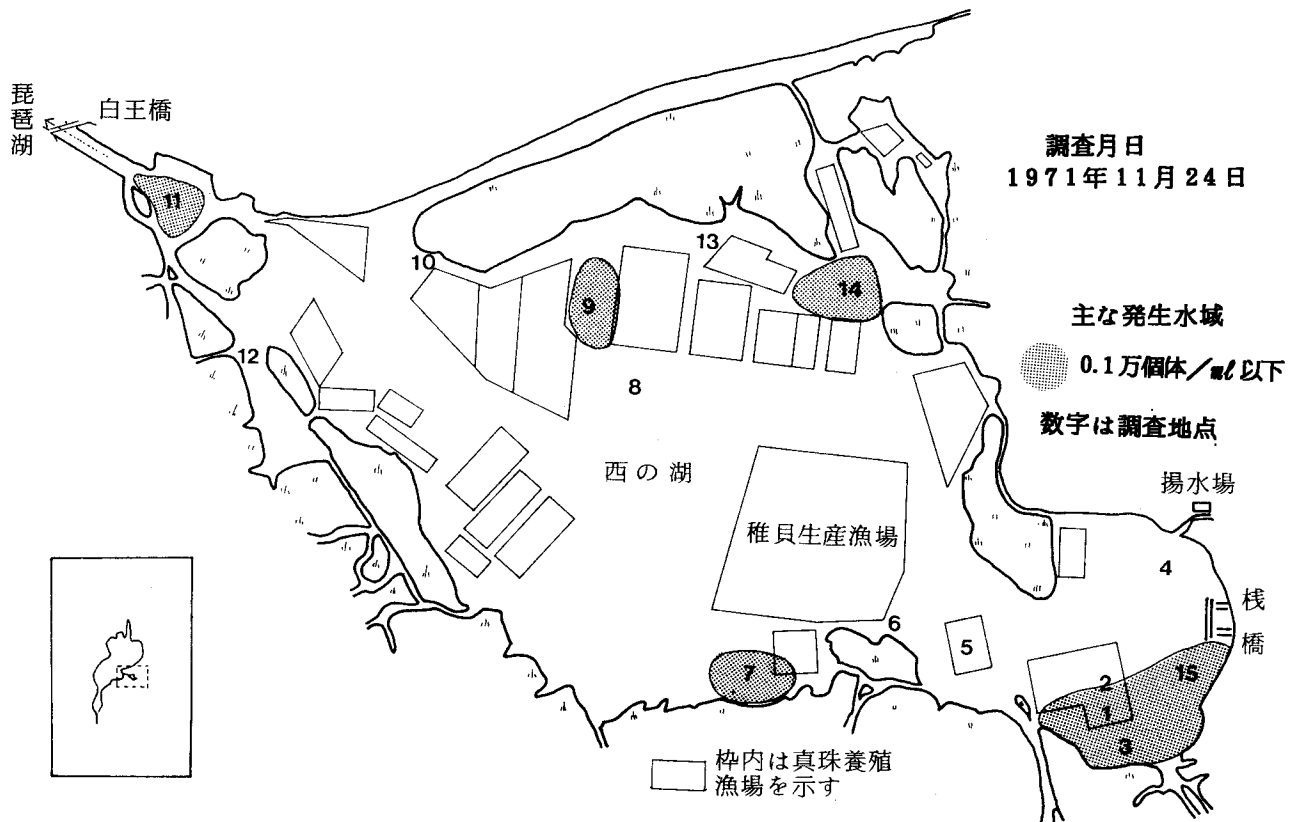 琵琶湖
白王橋
調査月日
1971年11月24日
主な発生水域
0.1万個体/ml以下
数字は調査地点
11
10
9
13
14
12
8
西の湖
稚貝生産漁場
揚水場
4
桟橋
6
5
7
2
15
1
3
枠内は真珠養殖
漁場を示す